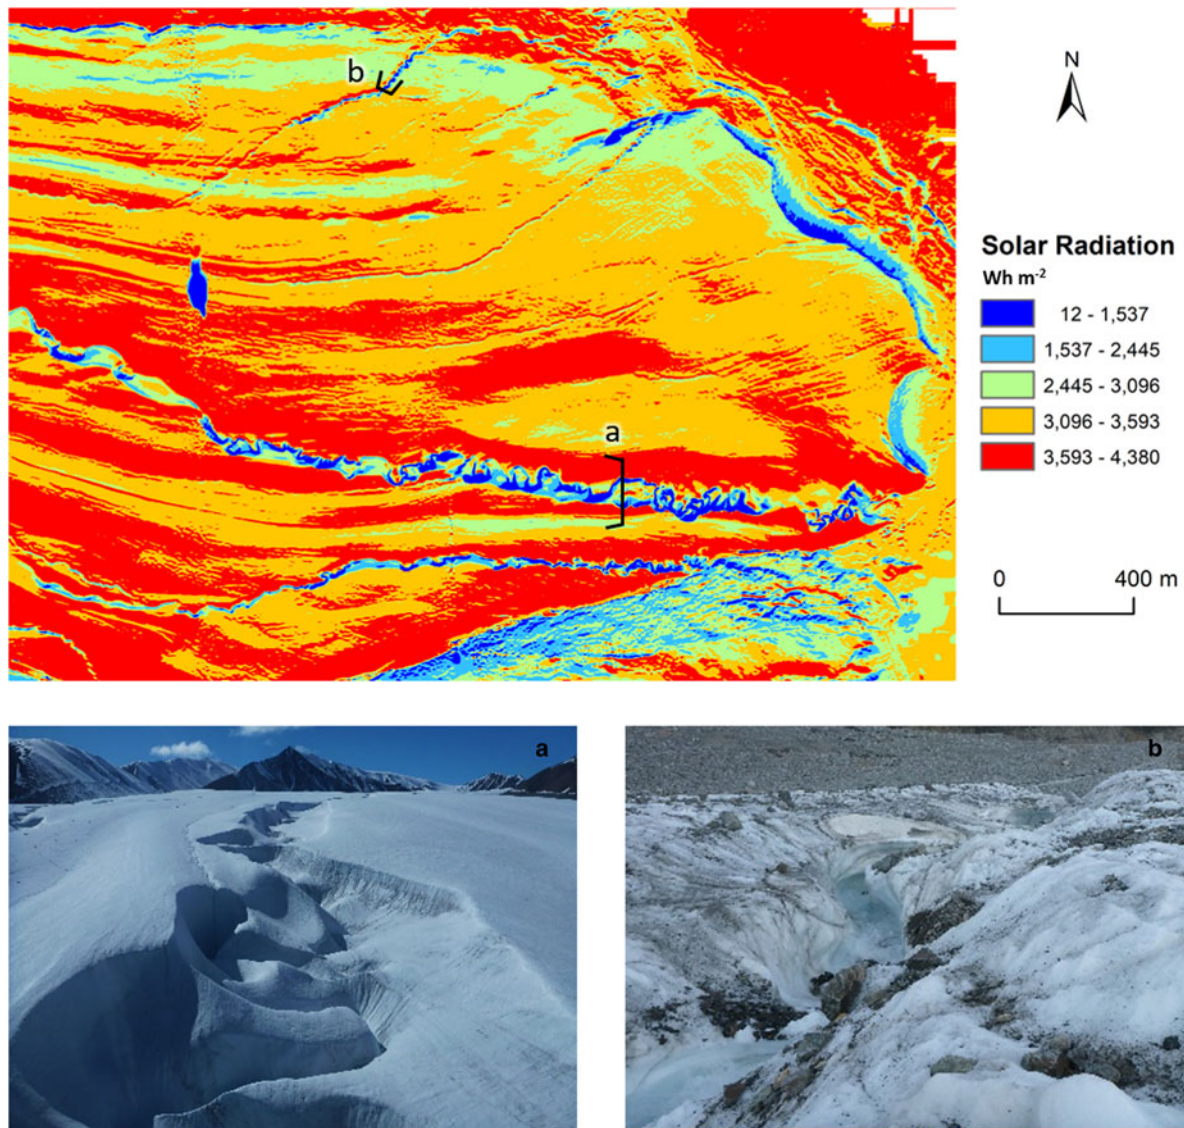 b
a
N
Solar Radiation
Wh m-2
12 - 1,537
1,537 - 2,445
2,445 - 3,096
3,096 - 3,593
3,593 - 4,380
0 400 m
a
b